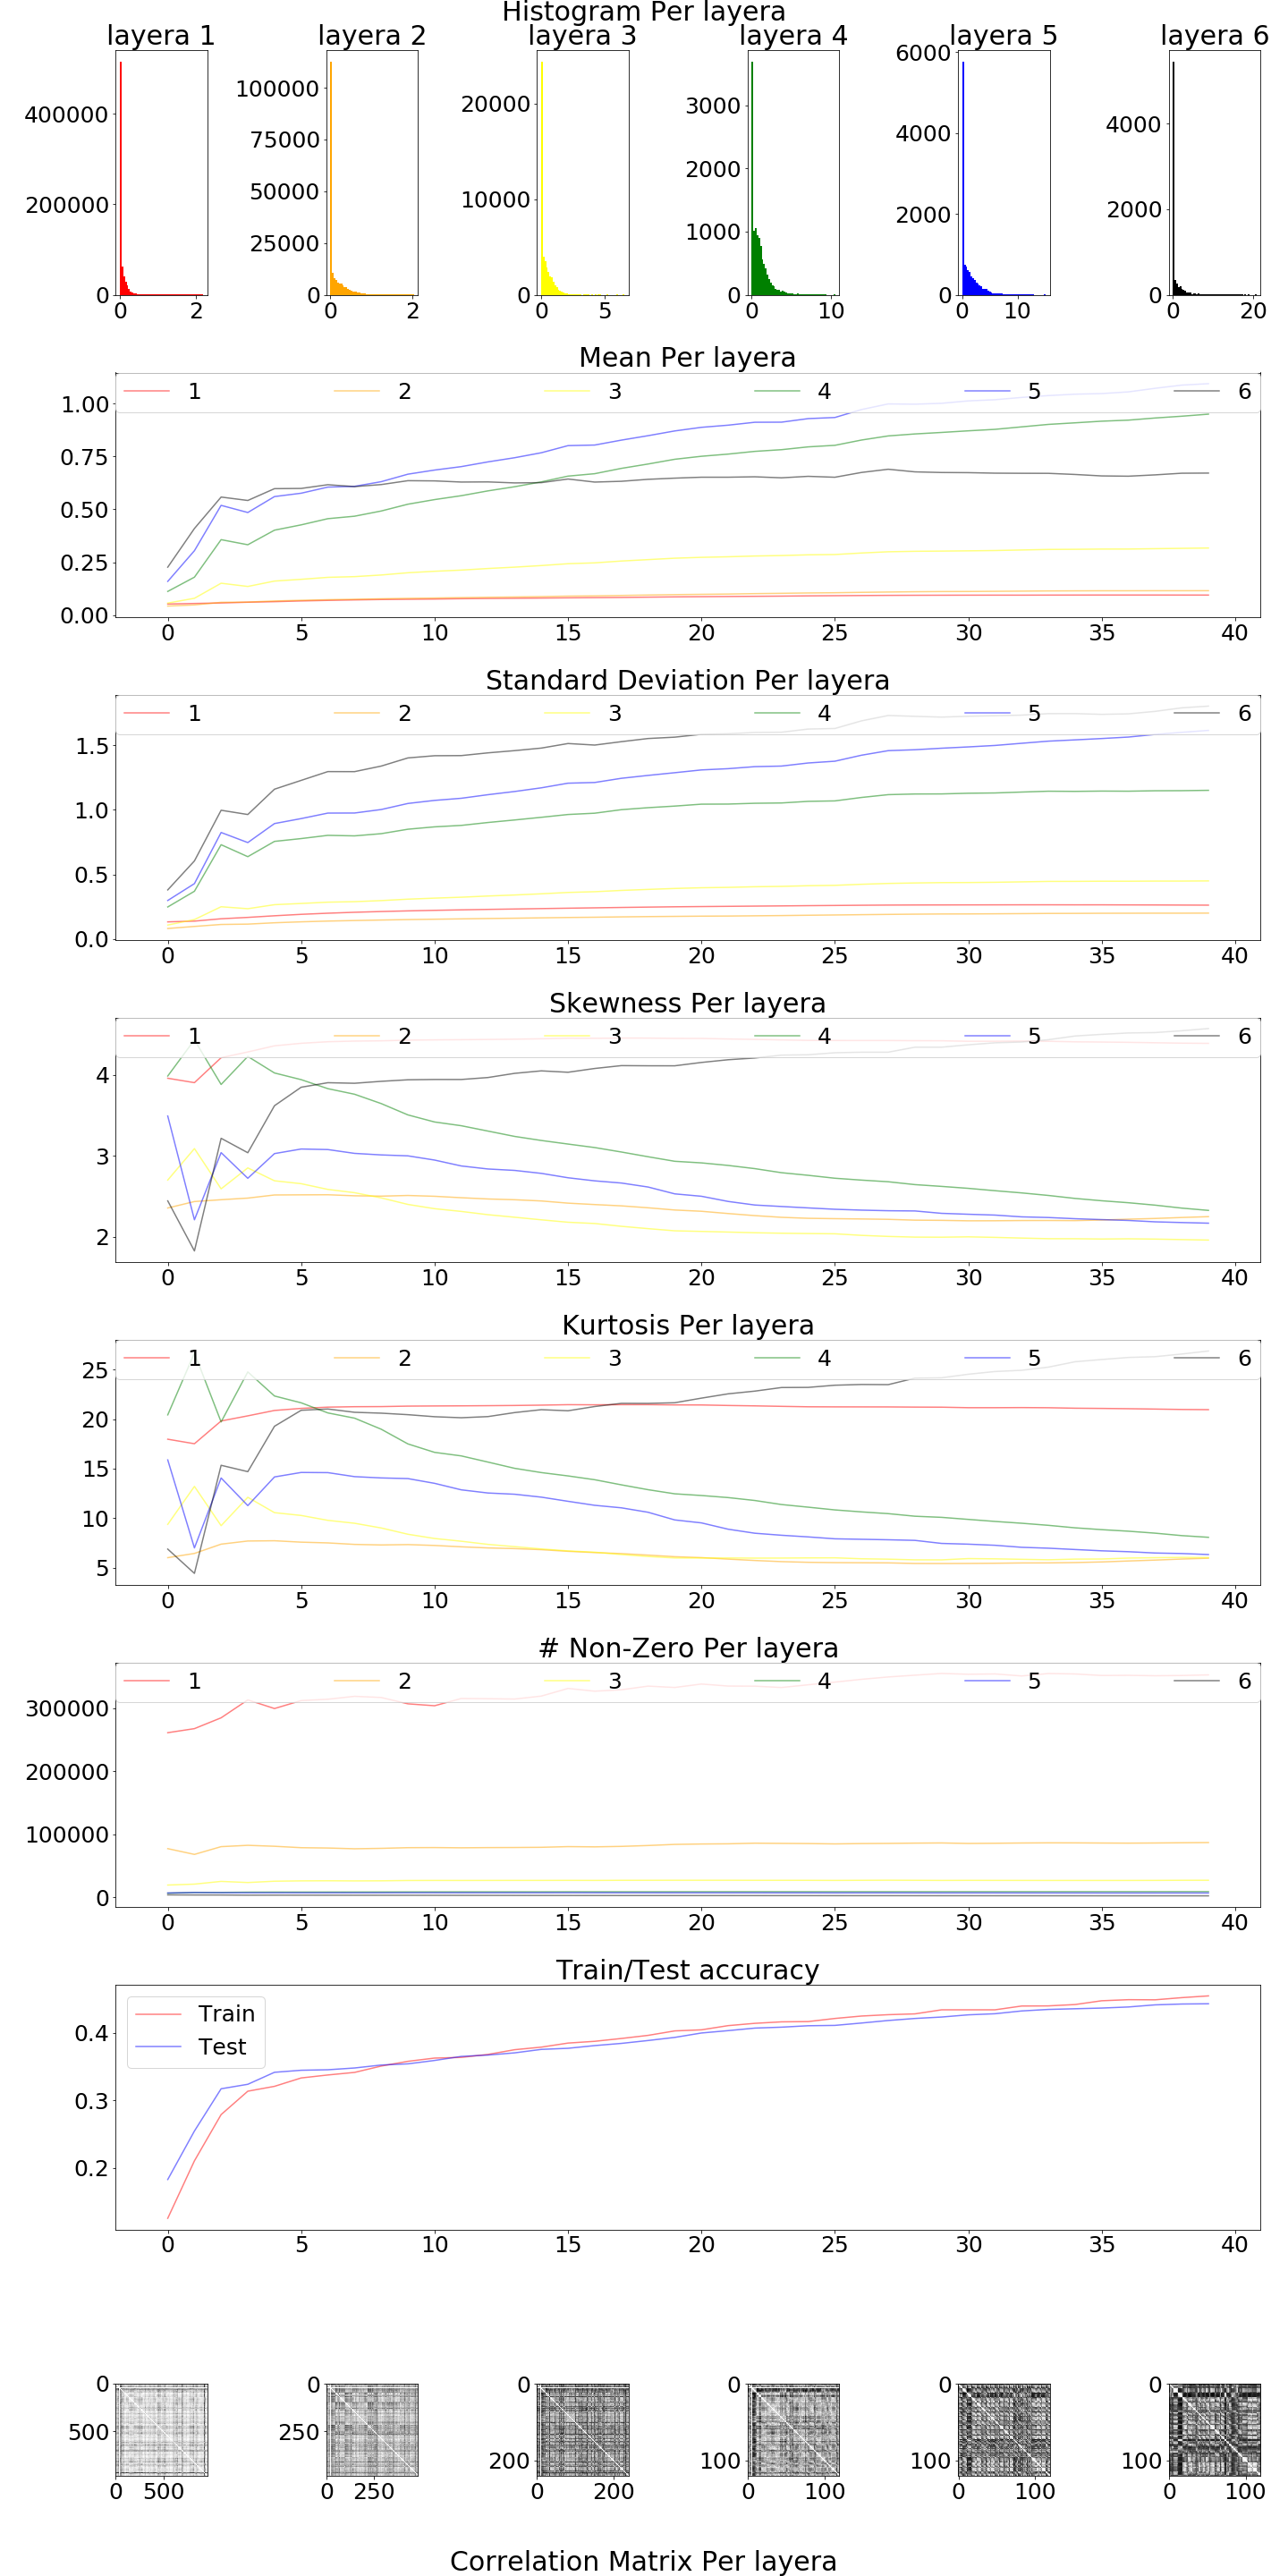 Histogram Per layera
layera 1 layera 2 layera 3 layera 4 layera 5 layera 6
400000 200000 0
100000 75000 50000 25000 0
20000 10000 0
3000 2000 1000 0
6000 4000 2000 0
4000 2000 0
0 2 0 2 0 5 0 10 0 10 0 20
Mean Per layera
1 2 3 4 5 6
1.00
0.75
0.50
0.25
0.00
0 5 10 15 20 25 30 35 40
Standard Deviation Per layera
1 2 3 4 5 6
1.5
1.0
0.5
0.0
0 5 10 15 20 25 30 35 40
Skewness Per layera
1 2 3 4 5 6
4
3
2
0 5 10 15 20 25 30 35 40
Kurtosis Per layera
1 2 3 4 5 6
25
20
15
10
5
0 5 10 15 20 25 30 35 40
# Non-Zero Per layera
1 2 3 4 5 6
300000
200000
100000
0
0 5 10 15 20 25 30 35 40
Train/Test accuracy
Train
Test
0.4
0.3
0.2
0 5 10 15 20 25 30 35 40
0 0 0 0 0 0
500 250 200 100 100 100
0 500 0 250 0 200 0 100 0 100 0 100
Correlation Matrix Per layera